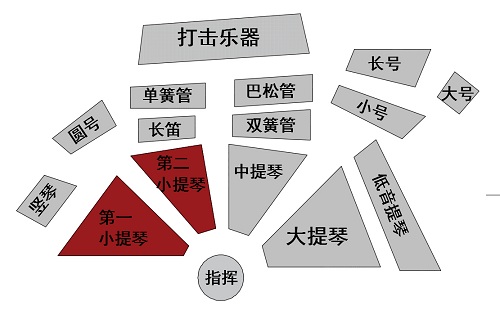 打击乐器
长号
单簧管
巴松管
大号
小号
圆号
长笛
双簧管
第二
小提琴
中提琴
竖琴
低音提琴
第一
小提琴
大提琴
指挥